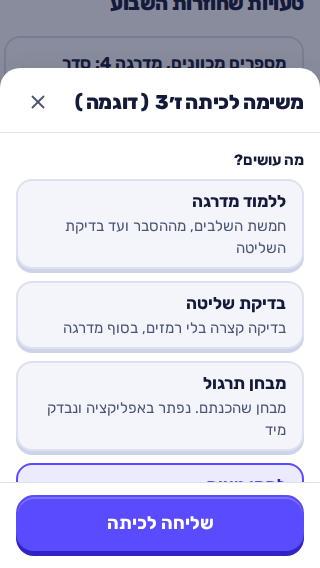 טעויות שחוזרות השבוע
מספרים מכוונים, מדרגה 4: סדר
משימה לכיתה ז׳3 (דוגמה)
מה עושים?
ללמוד מדרגה
חמשת השלבים, מההסבר ועד בדיקת
השליטה
בדיקת שליטה
בדיקה קצרה בלי רמזים, בסוף מדרגה
מבחן תרגול
מבחן שהכנתם. נפתר באפליקציה ונבדק
מיד
שליחה לכיתה